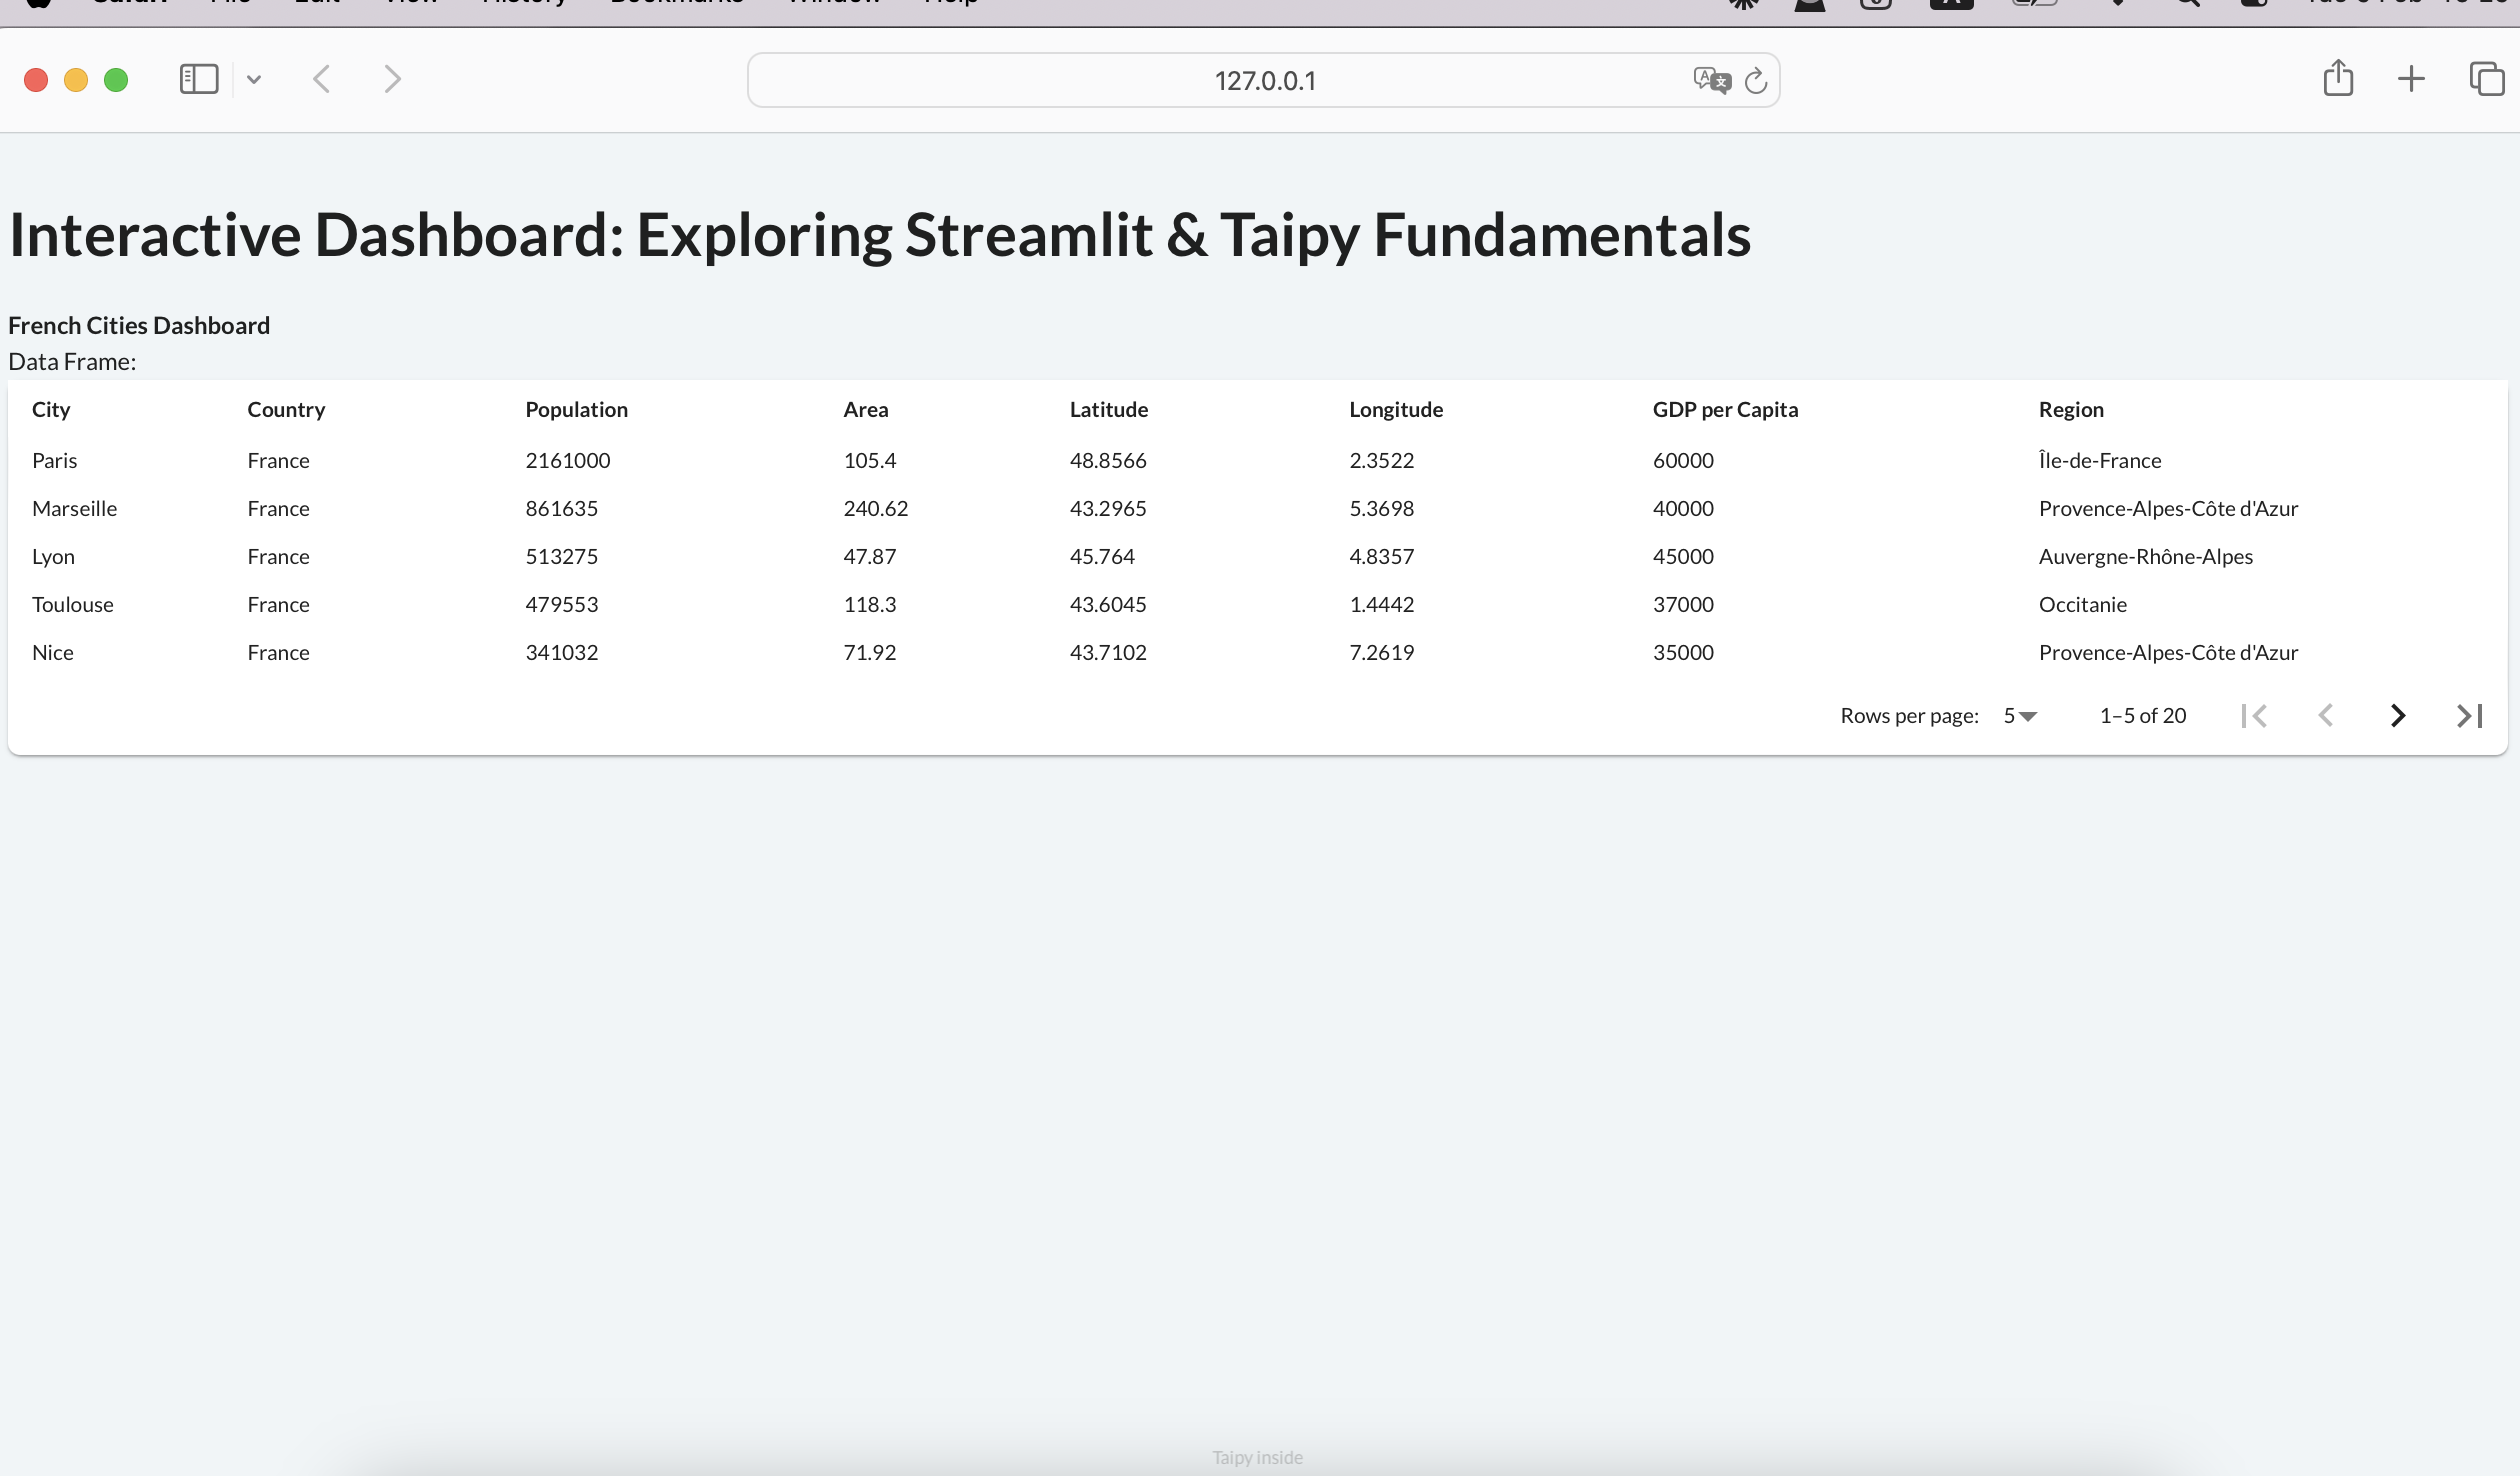 127.0.0.1
Interactive Dashboard: Exploring Streamlit & Taipy Fundamentals
French Cities Dashboard
Data Frame:
City Country Population Area Latitude Longitude GDP per Capita Region
Paris France 2161000 105.4 48.8566 2.3522 60000 Île-de-France
Marseille France 861635 240.62 43.2965 5.3698 40000 Provence-Alpes-Côte d'Azur
Lyon France 513275 47.87 45.764 4.8357 45000 Auvergne-Rhône-Alpes
Toulouse France 479553 118.3 43.6045 1.4442 37000 Occitanie
Nice France 341032 71.92 43.7102 7.2619 35000 Provence-Alpes-Côte d'Azur
Rows per page: 5 1–5 of 20
Taipy inside